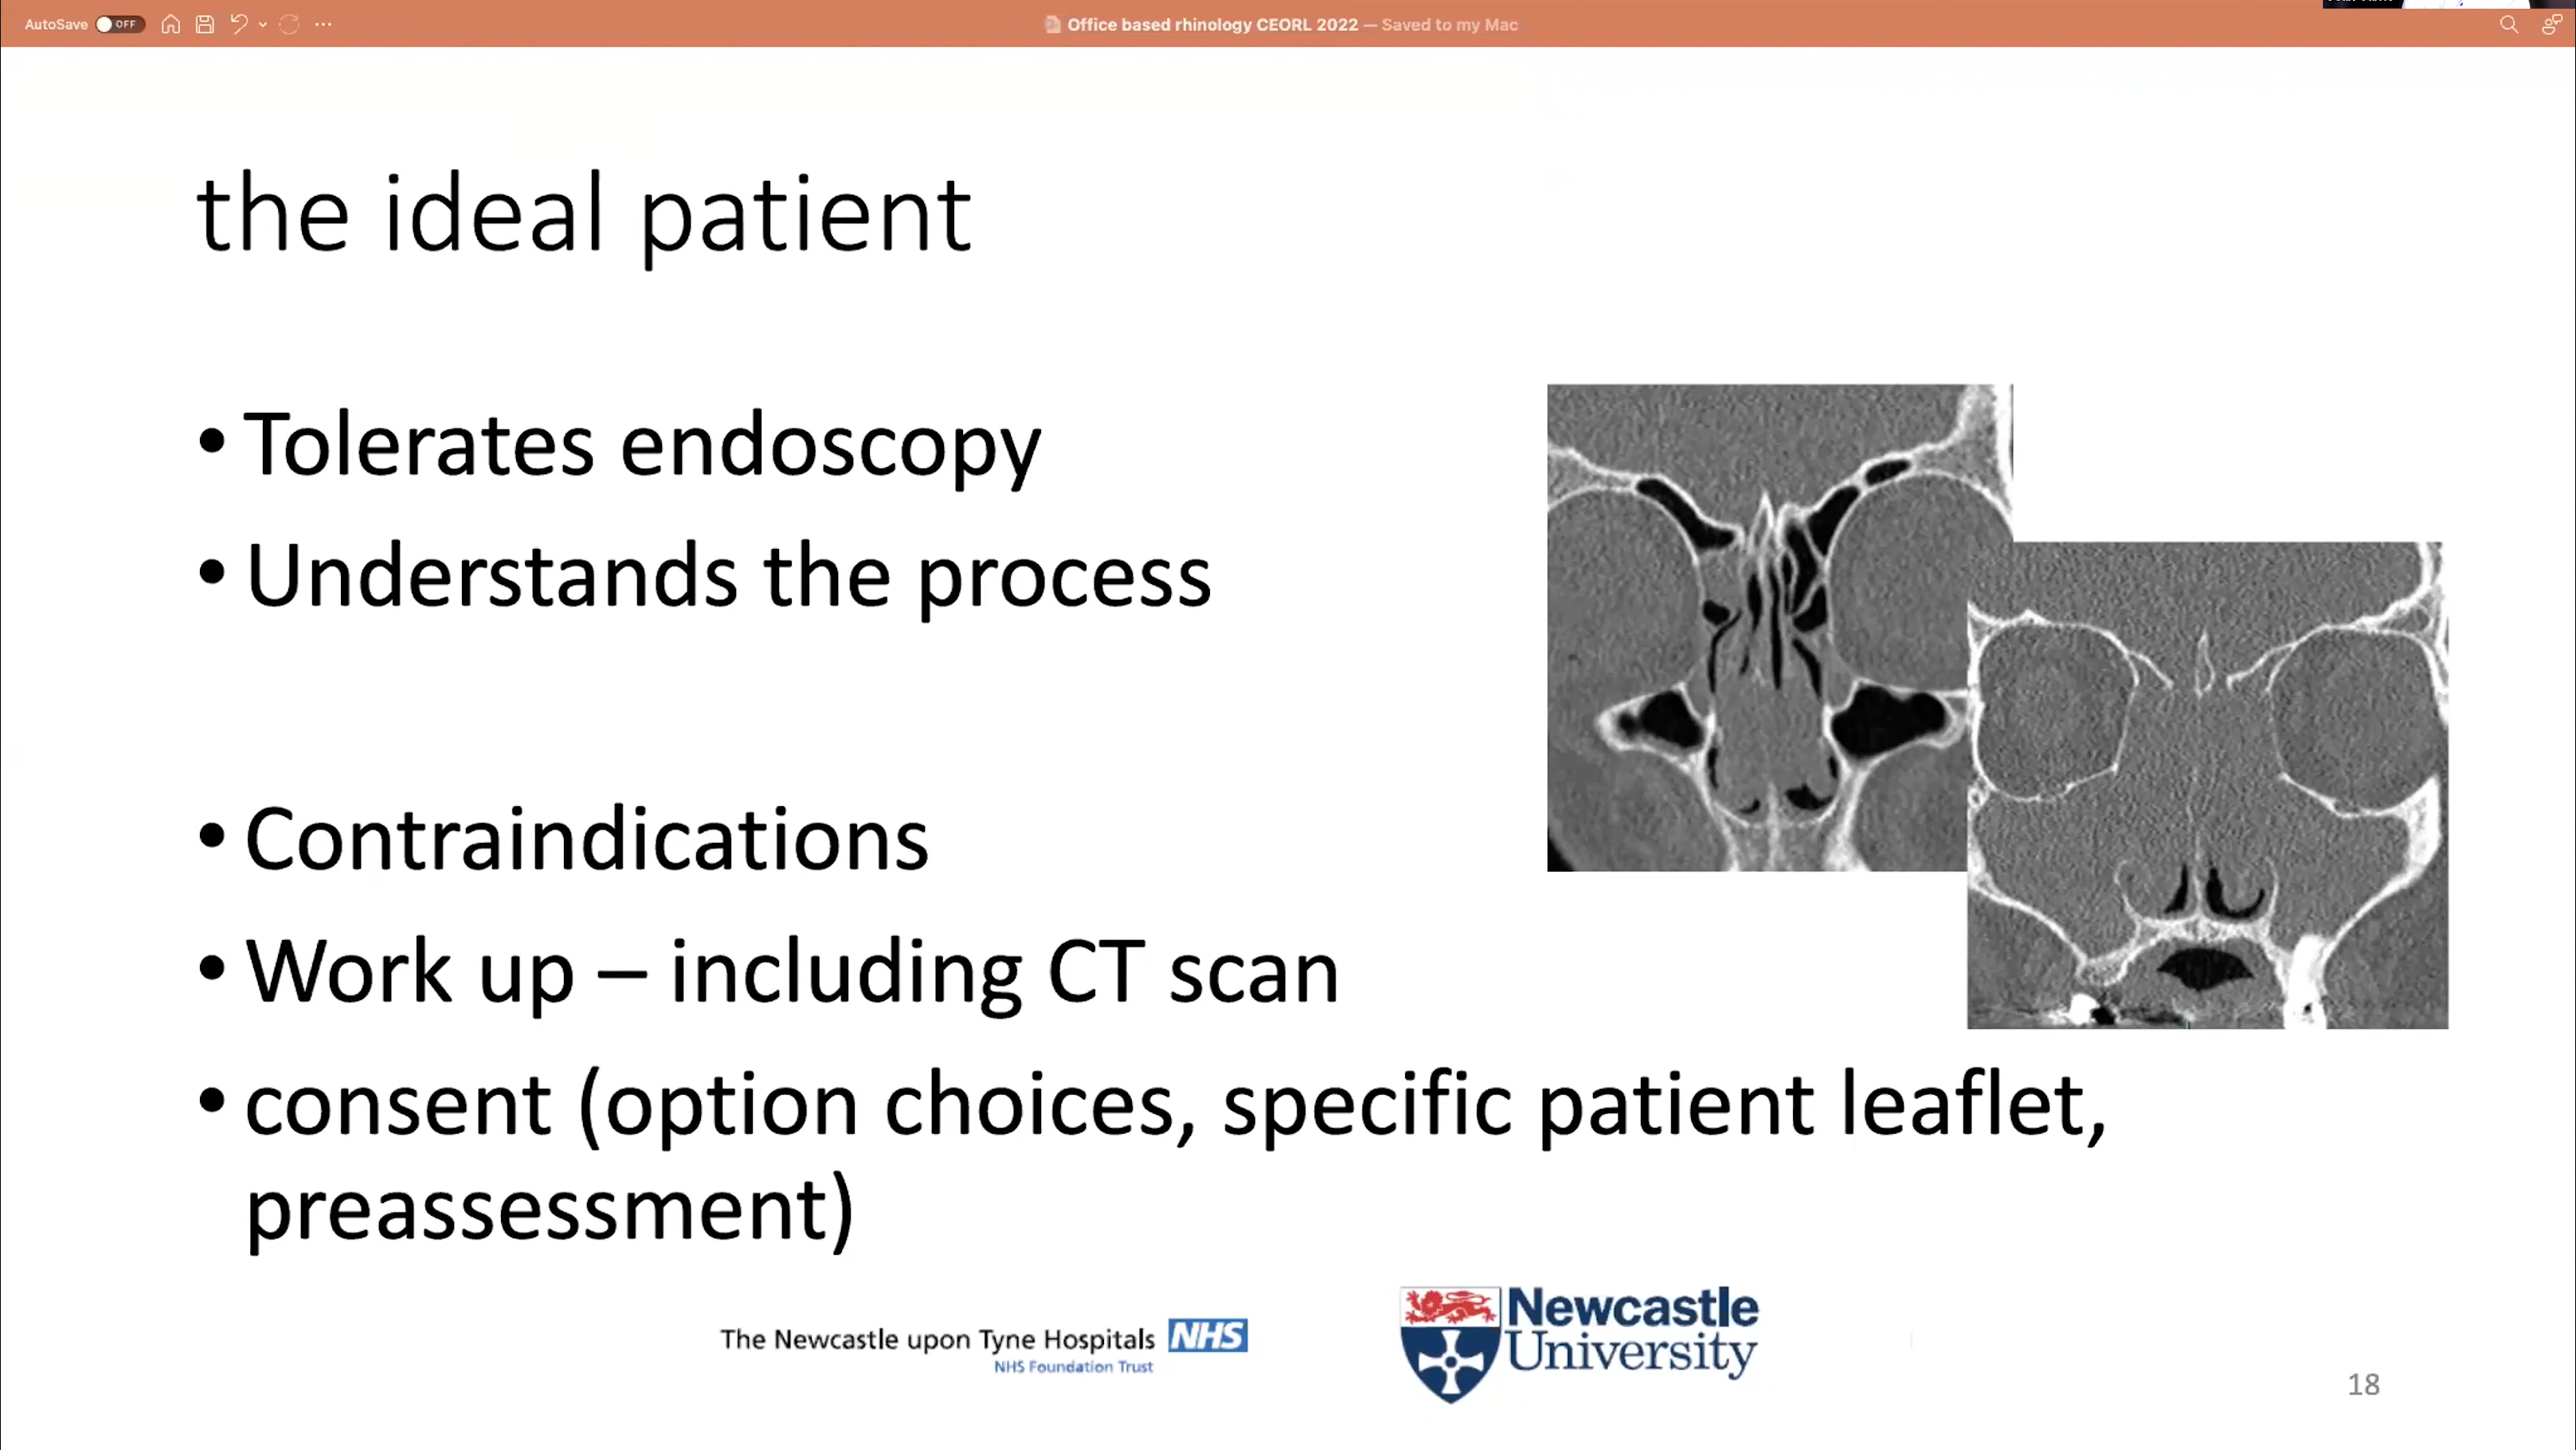 AutoSave OFF
Office based rhinology CEORL 2022 — Saved to my Mac
the ideal patient
• Tolerates endoscopy
• Understands the process
• Contraindications
• Work up – including CT scan
• consent (option choices, specific patient leaflet,
preassessment)
The Newcastle upon Tyne Hospitals NHS
NHS Foundation Trust
Newcastle
University
18